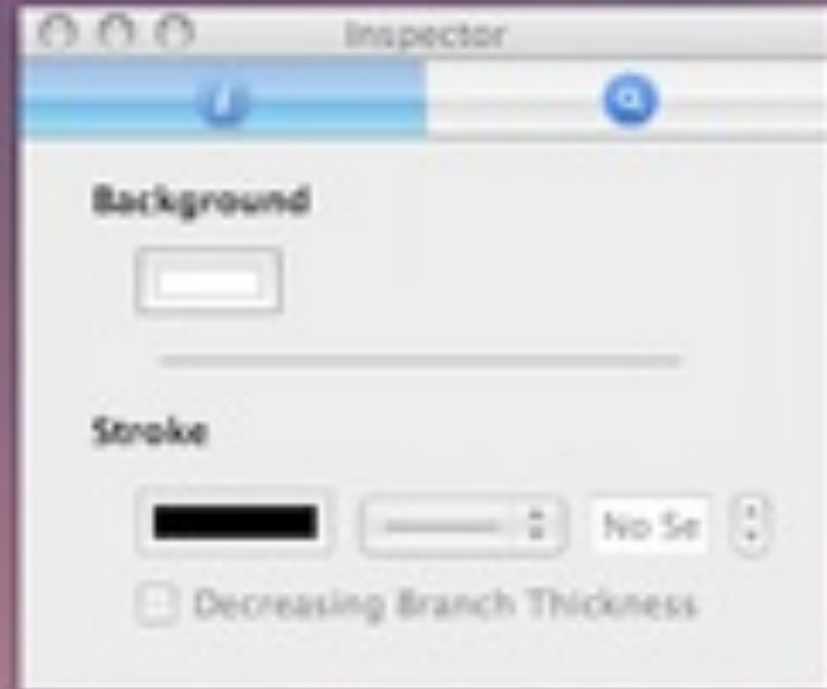 Inspector
Background
Stroke
No Se
Decreasing Branch Thickness